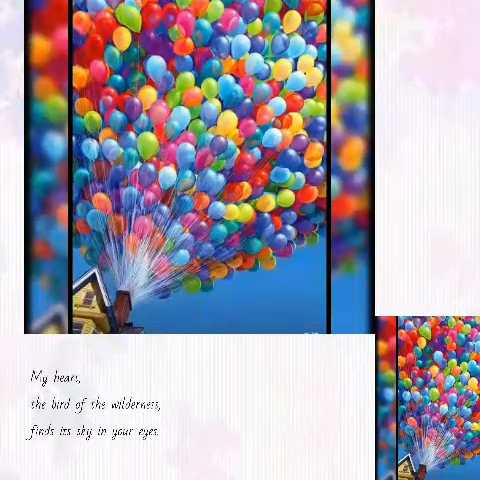 My heart,
the bird of the wilderness,
finds its sky in your eyes.